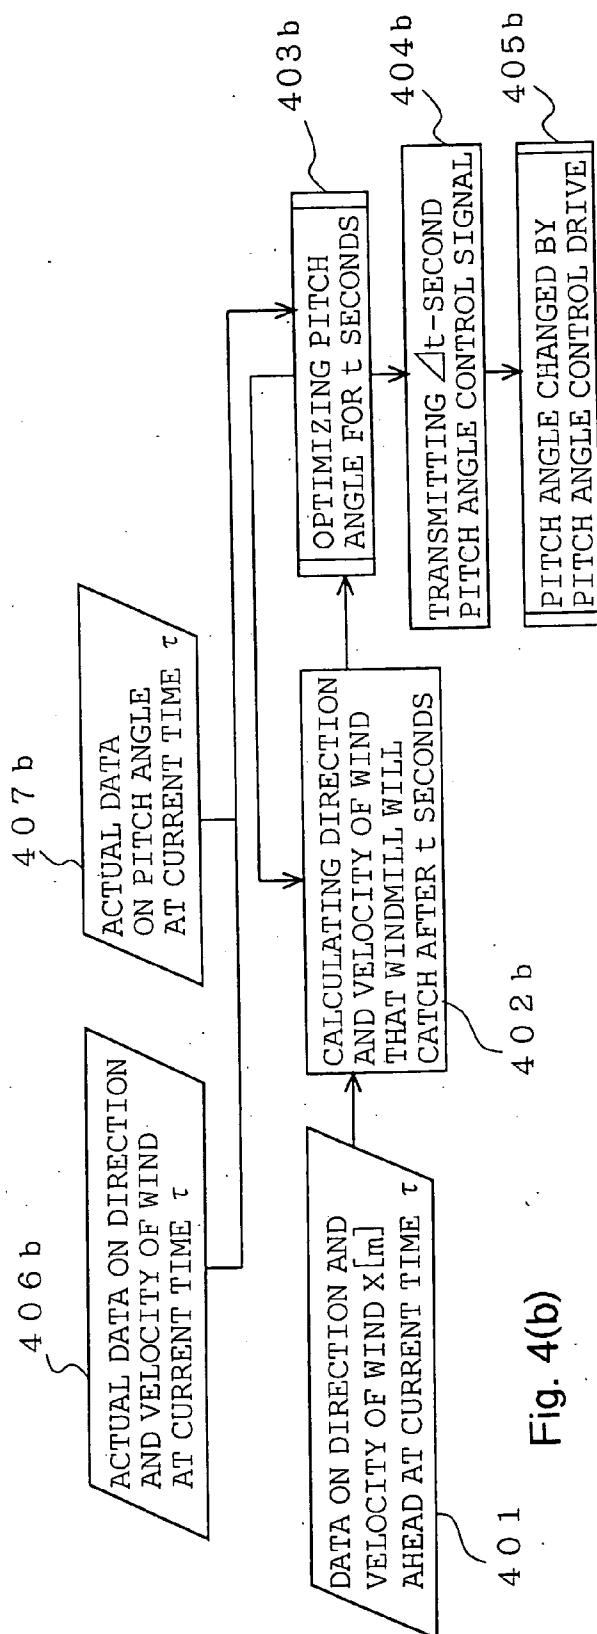 406b
ACTUAL DATA ON DIRECTION
AND VELOCITY OF WIND
AT CURRENT TIME τ
407b
ACTUAL DATA
ON PITCH ANGLE
AT CURRENT TIME τ
DATA ON DIRECTION AND
VELOCITY OF WIND X[m]
AHEAD AT CURRENT TIME τ
401
CALCULATING DIRECTION
AND VELOCITY OF WIND
THAT WINDMILL WILL
CATCH AFTER t SECONDS
402b
OPTIMIZING PITCH
ANGLE FOR t SECONDS
403b
TRANSMITTING Δt-SECOND
PITCH ANGLE CONTROL SIGNAL
404b
PITCH ANGLE CHANGED BY
PITCH ANGLE CONTROL DRIVE
405b
Fig. 4(b)